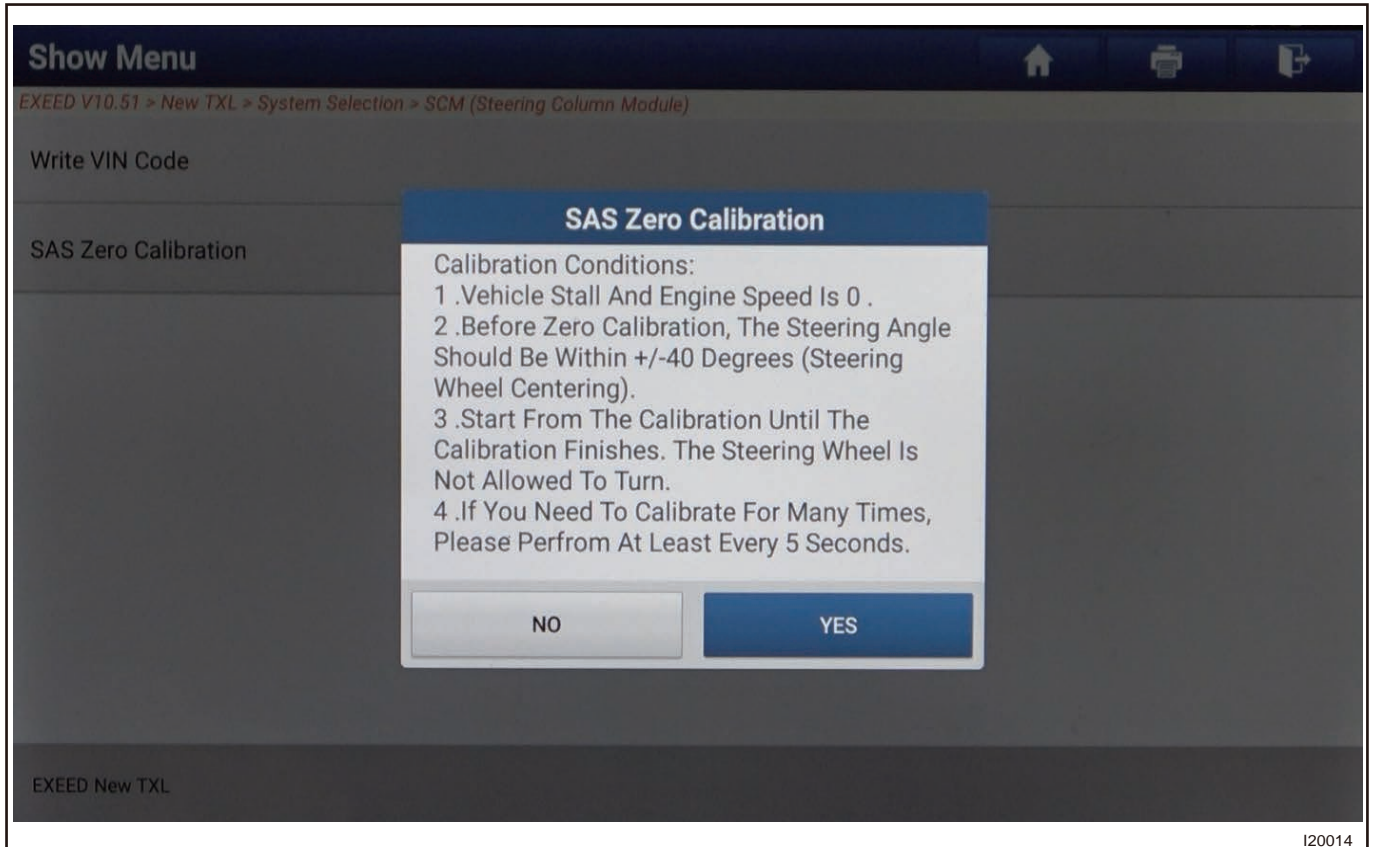 Show Menu
EXEED V10.51 > New TXL > System Selection > SCM (Steering Column Module)
Write VIN Code
SAS Zero Calibration
SAS Zero Calibration
Calibration Conditions:
1 .Vehicle Stall And Engine Speed Is 0 .
2 .Before Zero Calibration, The Steering Angle
Should Be Within +/-40 Degrees (Steering
Wheel Centering).
3 .Start From The Calibration Until The
Calibration Finishes. The Steering Wheel Is
Not Allowed To Turn.
4 .If You Need To Calibrate For Many Times,
Please Perfrom At Least Every 5 Seconds.
NO
YES
EXEED New TXL
I20014